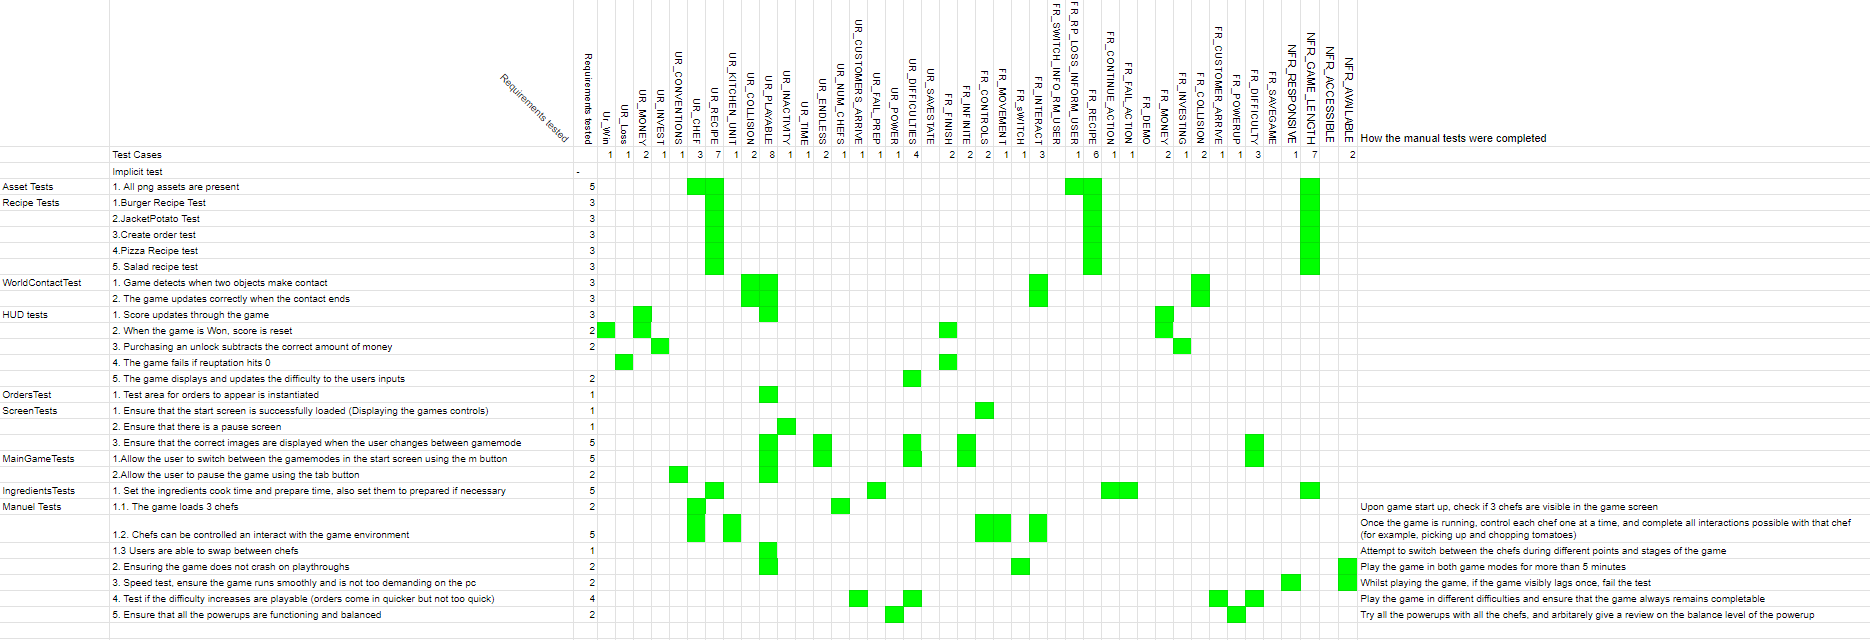 Requirements tested
Requirements tested
Ur_Win
Ur_Loss
UR_MONEY
UR_INVEST
UR_CONVENTIONS
UR_CHEF
UR_RECIPE
UR_KITCHEN_UNIT
UR_COLLISION
UR_PLAYABLE
UR_INACTIVITY
UR_TIME
UR_ENDLESS
UR_NUM_CHEFS
UR_CUSTOMERS_ARRIVE
UR_FAIL_PREP
UR_POWER
UR_DIFFICULTIES
UR_SAVESTATE
FR_FINISH
FR_INFINITE
FR_CONTROLS
FR_MOVEMENT
FR_sWITCH
FR_INTERACT
FR_SWITCH_INFO_RM_USER
FR_RP_LOSS_INFORM_USER
FR_RECIPE
FR_CONTINUE_ACTION
FR_FAIL_ACTION
FR_DEMO
FR_MONEY
FR_INVESTING
FR_COLLISION
FR_CUSTOMER_ARRIVE
FR_POWERUP
FR_DIFFICULTY
FR_SAVEGAME
NFR_RESPONSIVE
NFR_GAME_LENGTH
NFR_ACCESSIBLE
NFR_AVAILABLE
How the manual tests were completed
Test Cases 1 1 2 1 1 3 7 1 2 8 1 1 2 1 1 1 1 4 2 2 2 1 1 3 1 6 1 1 2 1 2 1 1 3 1 7 2
Implicit test -
Asset Tests 1. All png assets are present 5
Recipe Tests 1.Burger Recipe Test 3
2.JacketPotato Test 3
3.Create order test 3
4.Pizza Recipe test 3
5. Salad recipe test 3
WorldContactTest 1. Game detects when two objects make contact 3
2. The game updates correctly when the contact ends 3
HUD tests 1. Score updates through the game 3
2. When the game is Won, score is reset 2
3. Purchasing an unlock subtracts the correct amount of money 2
4. The game fails if reuptation hits 0
5. The game displays and updates the difficulty to the users inputs 2
OrdersTest 1. Test area for orders to appear is instantiated 1
ScreenTests 1. Ensure that the start screen is successfully loaded (Displaying the games controls) 1
2. Ensure that there is a pause screen 1
3. Ensure that the correct images are displayed when the user changes between gamemode 5
MainGameTests 1.Allow the user to switch between the gamemodes in the start screen using the m button 5
2.Allow the user to pause the game using the tab button 2
IngredientsTests 1. Set the ingredients cook time and prepare time, also set them to prepared if necessary 5
Manuel Tests 1.1. The game loads 3 chefs 2 Upon game start up, check if 3 chefs are visible in the game screen
1.2. Chefs can be controlled an interact with the game environment 5 Once the game is running, control each chef one at a time, and complete all interactions possible with that chef
(for example, picking up and chopping tomatoes)
1.3 Users are able to swap between chefs 1 Attempt to switch between the chefs during different points and stages of the game
2. Ensuring the game does not crash on playthroughs 2 Play the game in both game modes for more than 5 minutes
3. Speed test, ensure the game runs smoothly and is not too demanding on the pc 2 Whilst playing the game, if the game visibly lags once, fail the test
4. Test if the difficulty increases are playable (orders come in quicker but not too quick) 4 Play the game in different difficulties and ensure that the game always remains completable
5. Ensure that all the powerups are functioning and balanced 2 Try all the powerups with all the chefs, and arbitarely give a review on the balance level of the powerup